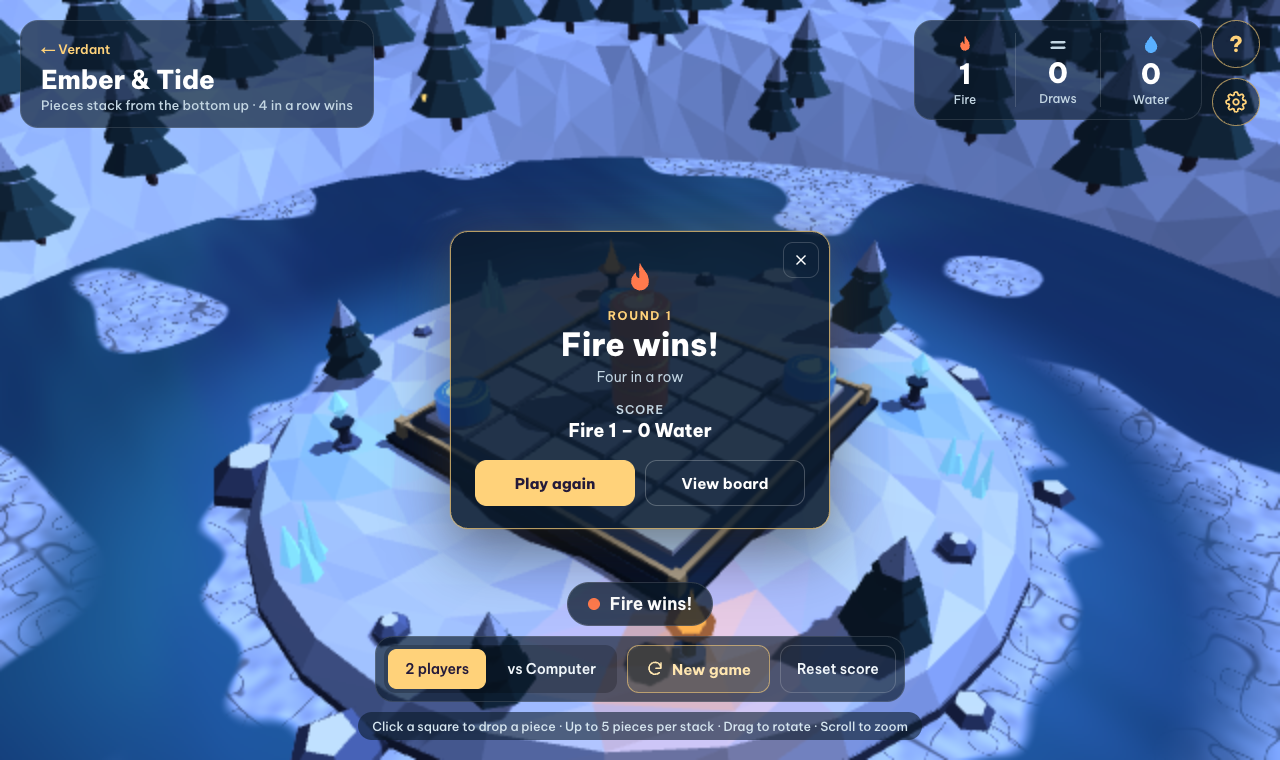 ← Verdant
Ember & Tide
Pieces stack from the bottom up · 4 in a row wins
1
Fire
0
Draws
0
Water
?
ROUND 1
Fire wins!
Four in a row
SCORE
Fire 1 – 0 Water
Play again
View board
Fire wins!
2 players
vs Computer
New game
Reset score
Click a square to drop a piece · Up to 5 pieces per stack · Drag to rotate · Scroll to zoom